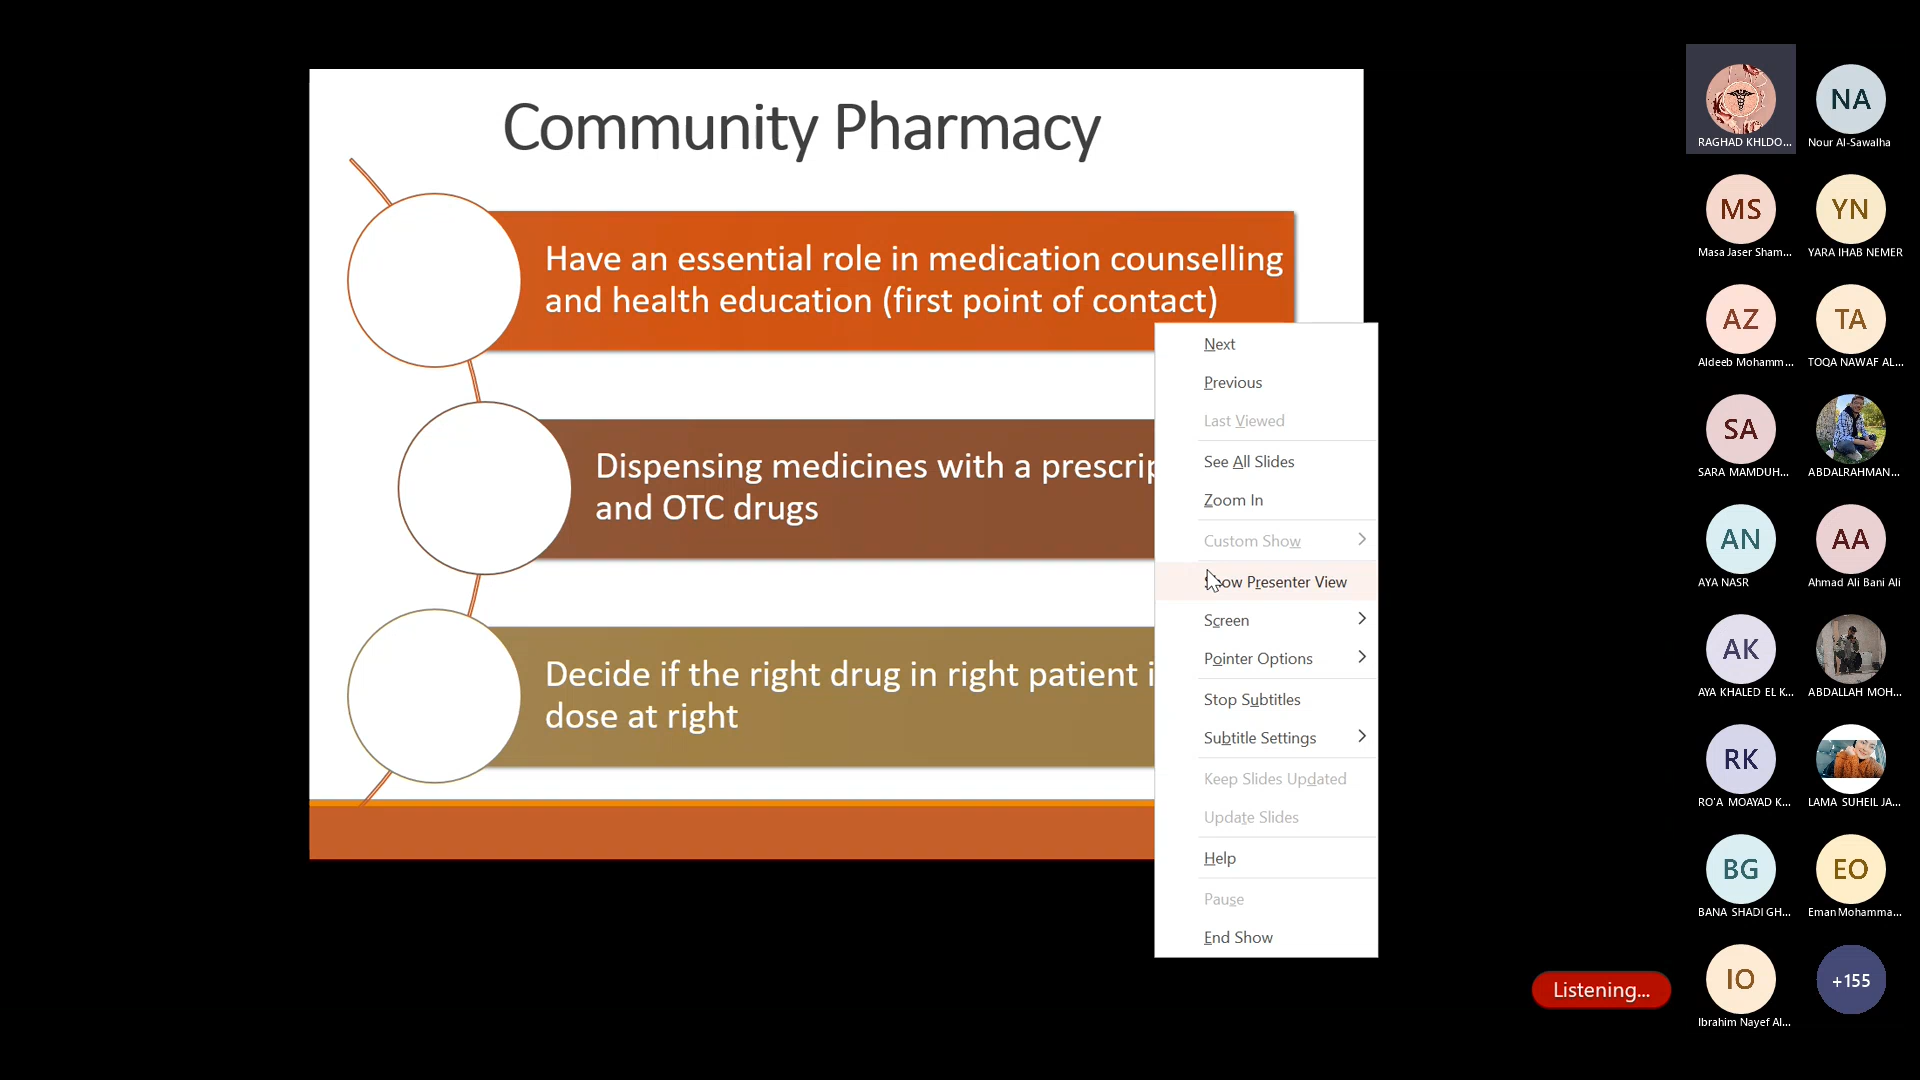 Community Pharmacy
Have an essential role in medication counselling
and health education (first point of contact)
Dispensing medicines with a
and OTC drugs
Decide if the right drug in right patient
dose at right
Next
Previous
Last Viewed
See All Slides
Zoom In
Custom Show
Presenter View
Screen
Pointer Options
Stop Subtitles
Subtitle Settings
Keep Slides Updated
Update Slides
Help
Pause
End Show
Listening...
RAGHAD KHLDO...
NA
Nour Al-Sawalha
MS
Masa Jaser Sham...
YN
YARA IHAB NEMER
AZ
Aldeeb Mohamm...
TA
TOQA NAWAF AL...
SA
SARA MAMDUH...
ABDALRAHMAN...
AN
AYA NASR
AA
Ahmad Ali Bani Ali
AK
AYA KHALED EL K...
ABDALLAH MOH...
RK
RO'A MOAYAD K...
LAMA SUHEIL JA...
BG
BANA SHADI GH...
EO
Eman Mohamma...
IO
Ibrahim Nayef Al...
+155